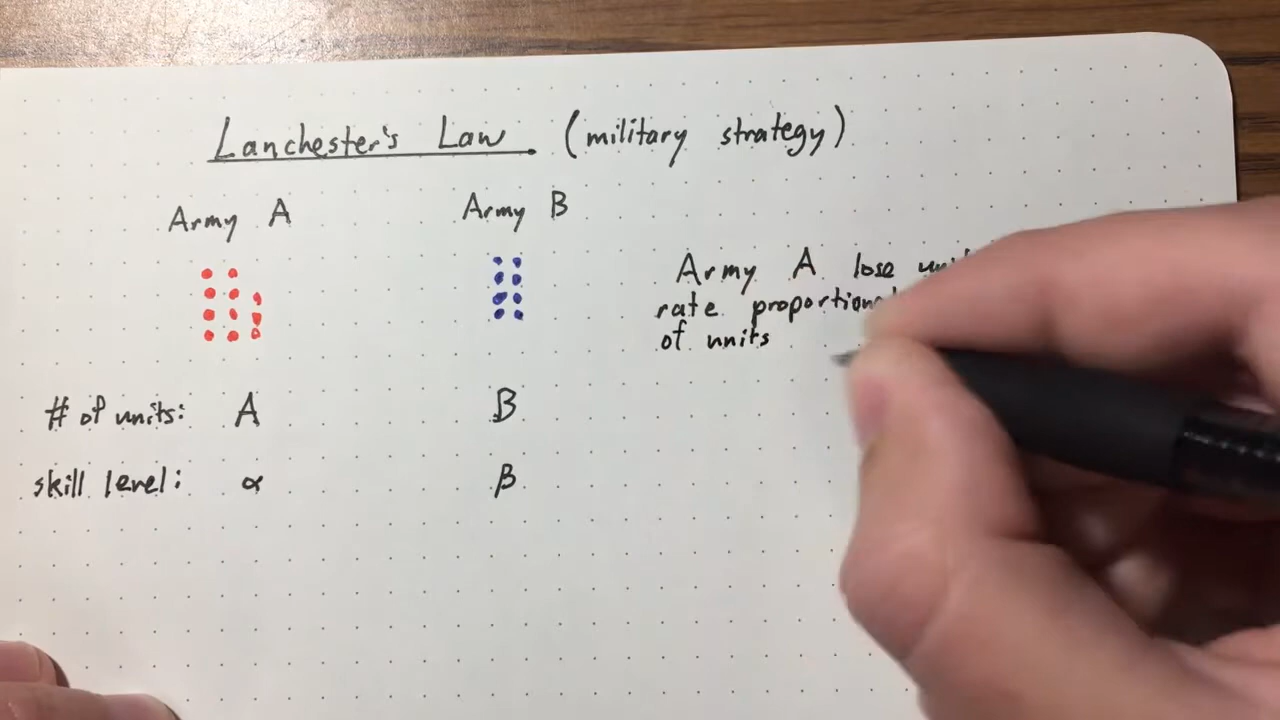 Lanchester's Law (military strategy)
Army A Army B
Army A lose
rate
of units
# of units: A B
skill level: α β